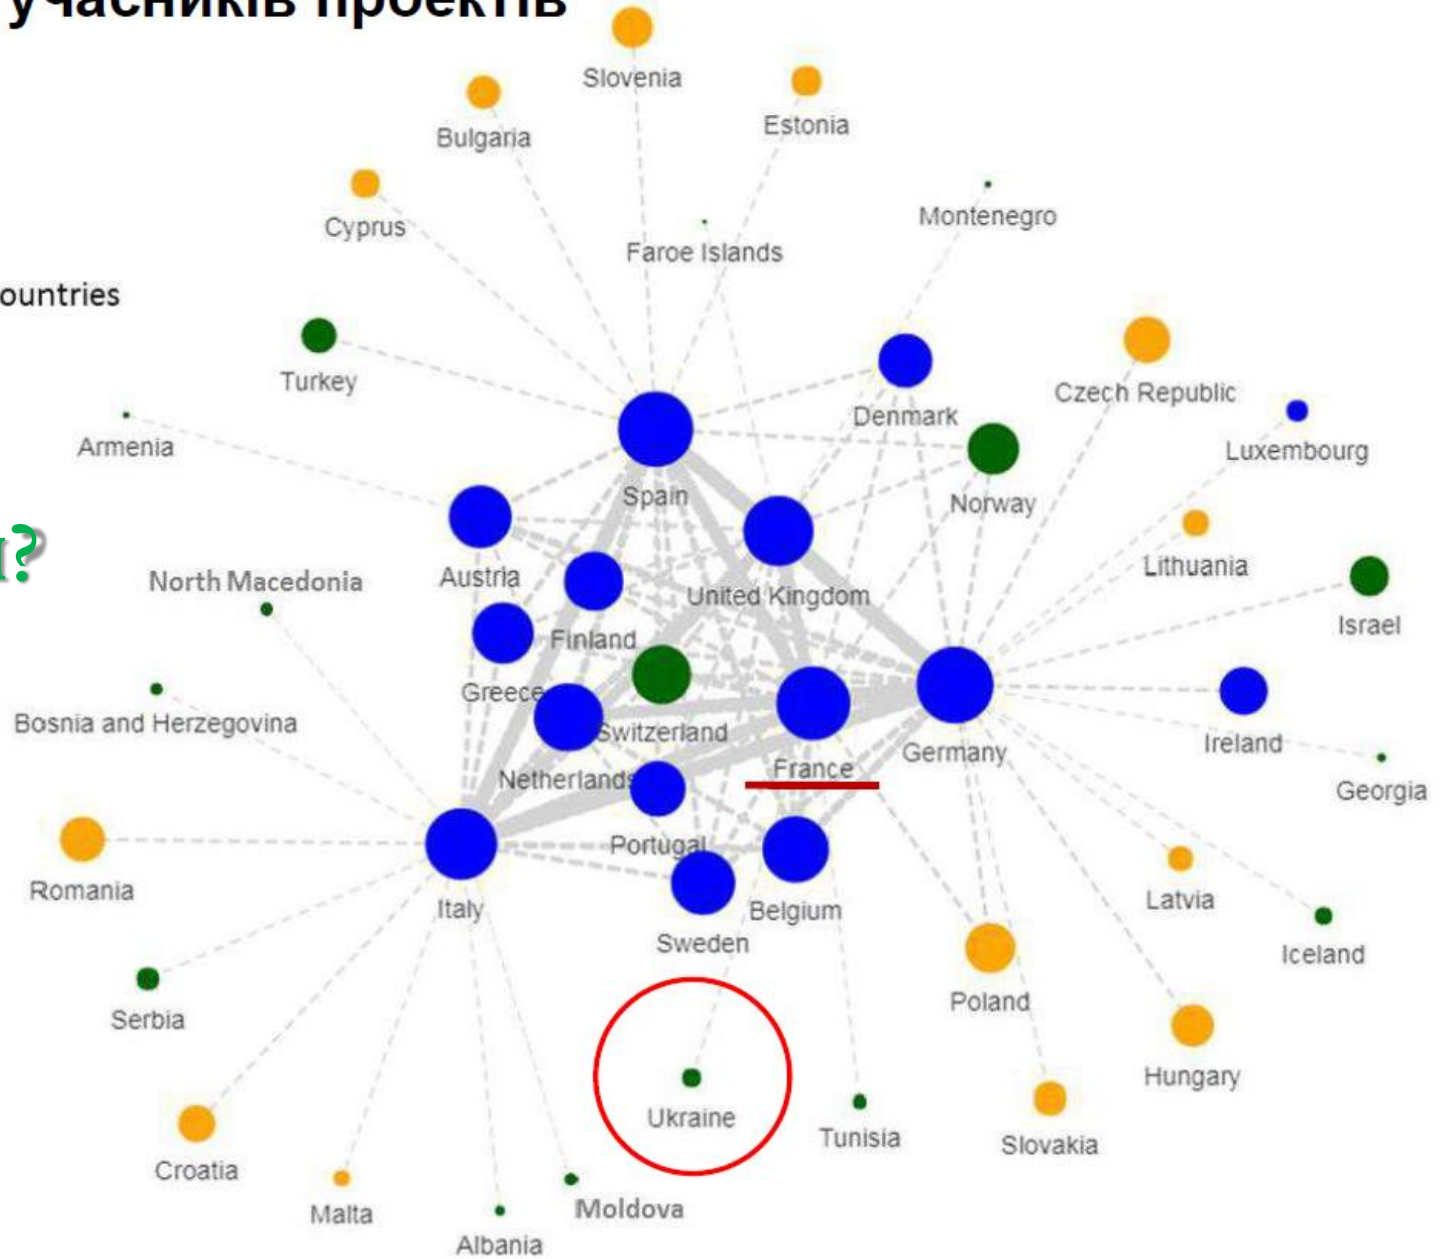 учасників проектів
Slovenia
Estonia
Bulgaria
Cyprus
Montenegro
Faroe Islands
ountries
Turkey
Czech Republic
Denmark
Armenia
Luxembourg
Spain
Norway
?
Austria
North Macedonia
United Kingdom
Lithuania
Israel
Finland
Greece
Bosnia and Herzegovina
Switzerland
Germany
Ireland
Netherlands
France
Georgia
Portugal
Romania
Italy
Belgium
Latvia
Sweden
Iceland
Poland
Serbia
Hungary
Ukraine
Tunisia
Slovakia
Croatia
Malta
Moldova
Albania